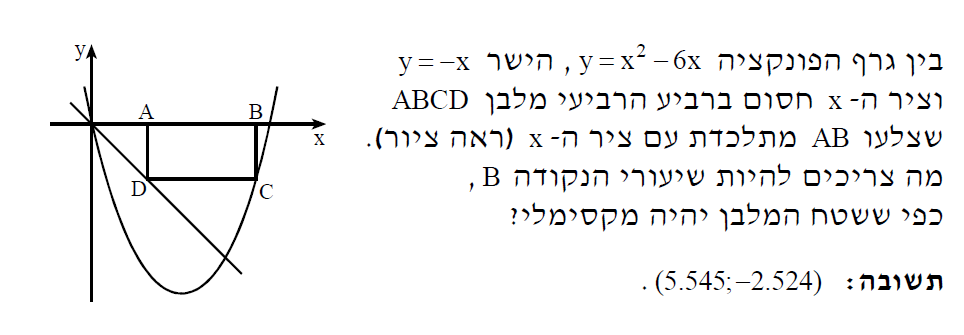 בין גרף הפונקציה y = x² − 6x , הישר y = −x
וציר ה- x חסום ברביע הרביעי מלבן ABCD
שצלעו AB מתלכדת עם ציר ה- x (ראה ציור).
מה צריכים להיות שיעורי הנקודה B ,
כפי ששטח המלבן יהיה מקסימלי?
תשובה: (5.545; −2.524) .
y
A
B
x
D
C